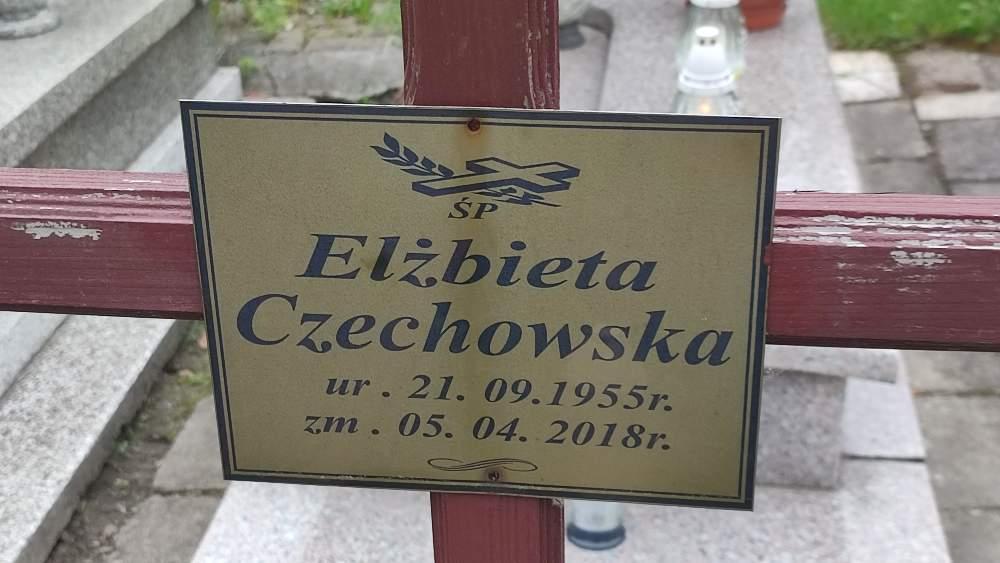 ŚP
Elżbieta
Czechowska
ur . 21. 09.1955r.
zm . 05. 04. 2018r.